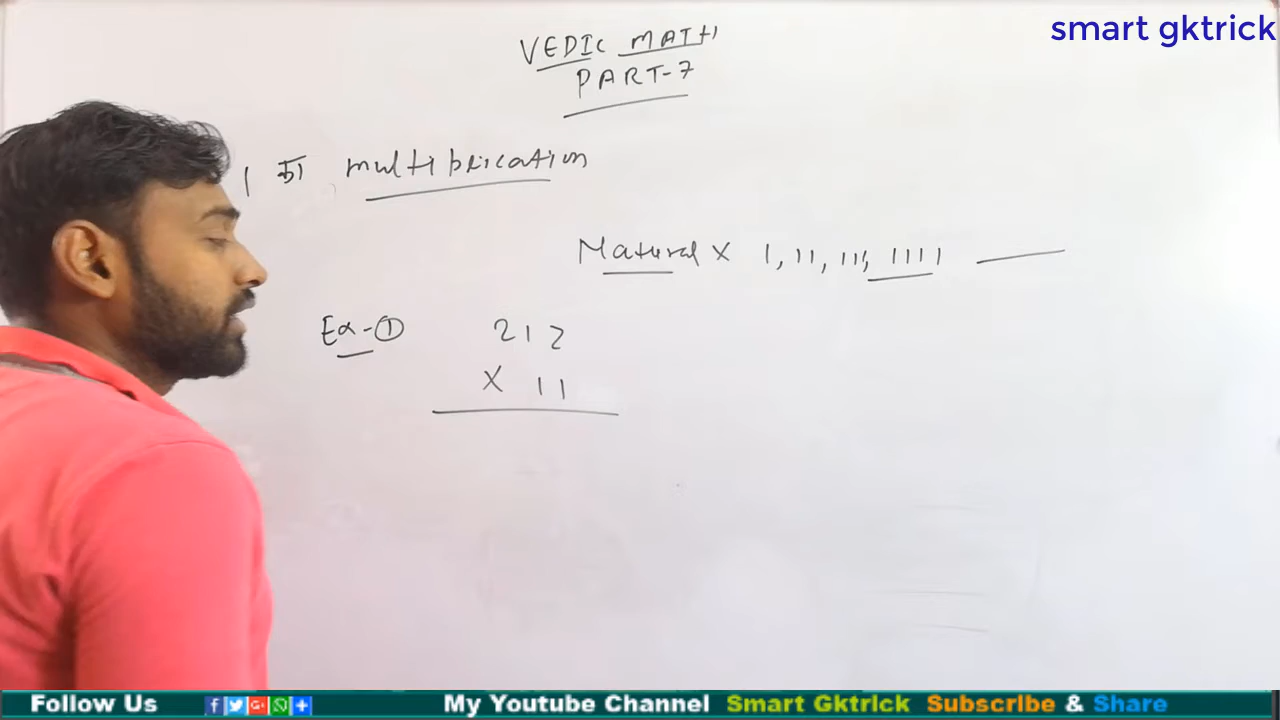 smart gktrick
VEDIC MATH
PART-7
1 का multiplication
Natural × 1, 11, 111, 1111 ———
Ex-① 212
× 11
Follow Us My Youtube Channel Smart Gktrick Subscribe & Share